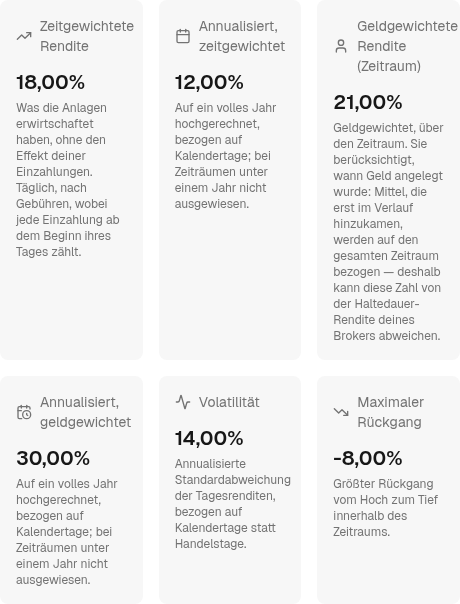 Zeitgewichtete
Rendite
18,00%
Was die Anlagen
erwirtschaftet
haben, ohne den
Effekt deiner
Einzahlungen.
Täglich, nach
Gebühren, wobei
jede Einzahlung ab
dem Beginn ihres
Tages zählt.
Annualisiert,
zeitgewichtet
12,00%
Auf ein volles Jahr
hochgerechnet,
bezogen auf
Kalendertage; bei
Zeiträumen unter
einem Jahr nicht
ausgewiesen.
Geldgewichtete
Rendite
(Zeitraum)
21,00%
Geldgewichtet, über
den Zeitraum. Sie
berücksichtigt,
wann Geld angelegt
wurde: Mittel, die
erst im Verlauf
hinzukamen,
werden auf den
gesamten Zeitraum
bezogen — deshalb
kann diese Zahl von
der Haltedauer-
Rendite deines
Brokers abweichen.
Annualisiert,
geldgewichtet
30,00%
Auf ein volles Jahr
hochgerechnet,
bezogen auf
Kalendertage; bei
Zeiträumen unter
einem Jahr nicht
ausgewiesen.
Volatilität
14,00%
Annualisierte
Standardabweichung
der Tagesrenditen,
bezogen auf
Kalendertage statt
Handelstage.
Maximaler
Rückgang
-8,00%
Größter Rückgang
vom Hoch zum Tief
innerhalb des
Zeitraums.